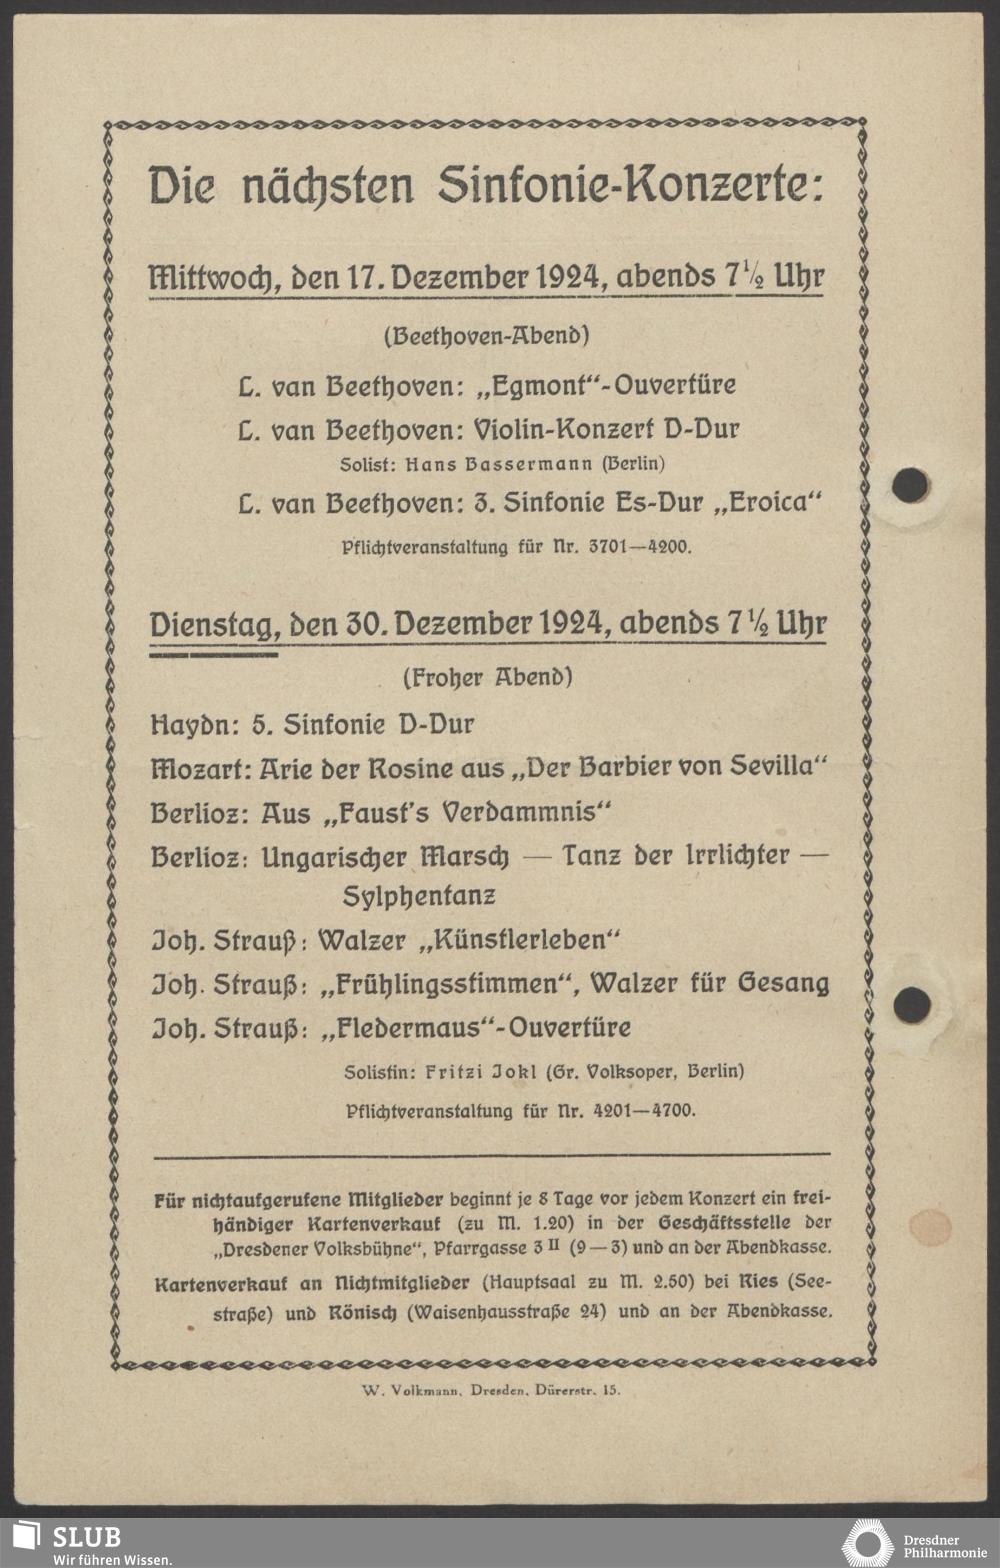 Die nächsten Sinfonie-Konzerte:
Mittwoch, den 17. Dezember 1924, abends 7½ Uhr
(Beethoven-Abend)
L. van Beethoven: „Egmont“-Ouvertüre
L. van Beethoven: Violin-Konzert D-Dur
Solist: Hans Bassermann (Berlin)
L. van Beethoven: 3. Sinfonie Es-Dur „Eroica“
Pflichtveranstaltung für Nr. 3701—4200.
Dienstag, den 30. Dezember 1924, abends 7½ Uhr
(Froher Abend)
Haydn: 5. Sinfonie D-Dur
Mozart: Arie der Rosine aus „Der Barbier von Sevilla“
Berlioz: Aus „Faust's Verdammnis“
Berlioz: Ungarischer Marsch — Tanz der Irrlichter —
Sylphentanz
Joh. Strauß: Walzer „Künstlerleben“
Joh. Strauß: „Frühlingsstimmen“, Walzer für Gesang
Joh. Strauß: „Fledermaus“-Ouvertüre
Solistin: Fritzi Jokl (Gr. Volksoper, Berlin)
Pflichtveranstaltung für Nr. 4201—4700.
Für nichtaufgerufene Mitglieder beginnt je 8 Tage vor jedem Konzert ein frei-
händiger Kartenverkauf (zu M. 1.20) in der Geschäftsstelle der
„Dresdener Volksbühne“, Pfarrgasse 3 II (9—3) und an der Abendkasse.
Kartenverkauf an Nichtmitglieder (Hauptsaal zu M. 2.50) bei Ries (See-
straße) und Rönisch (Waisenhausstraße 24) und an der Abendkasse.
W. Volkmann, Dresden, Dürerstr. 15.
SLUB
Wir führen Wissen.
Dresdner
Philharmonie